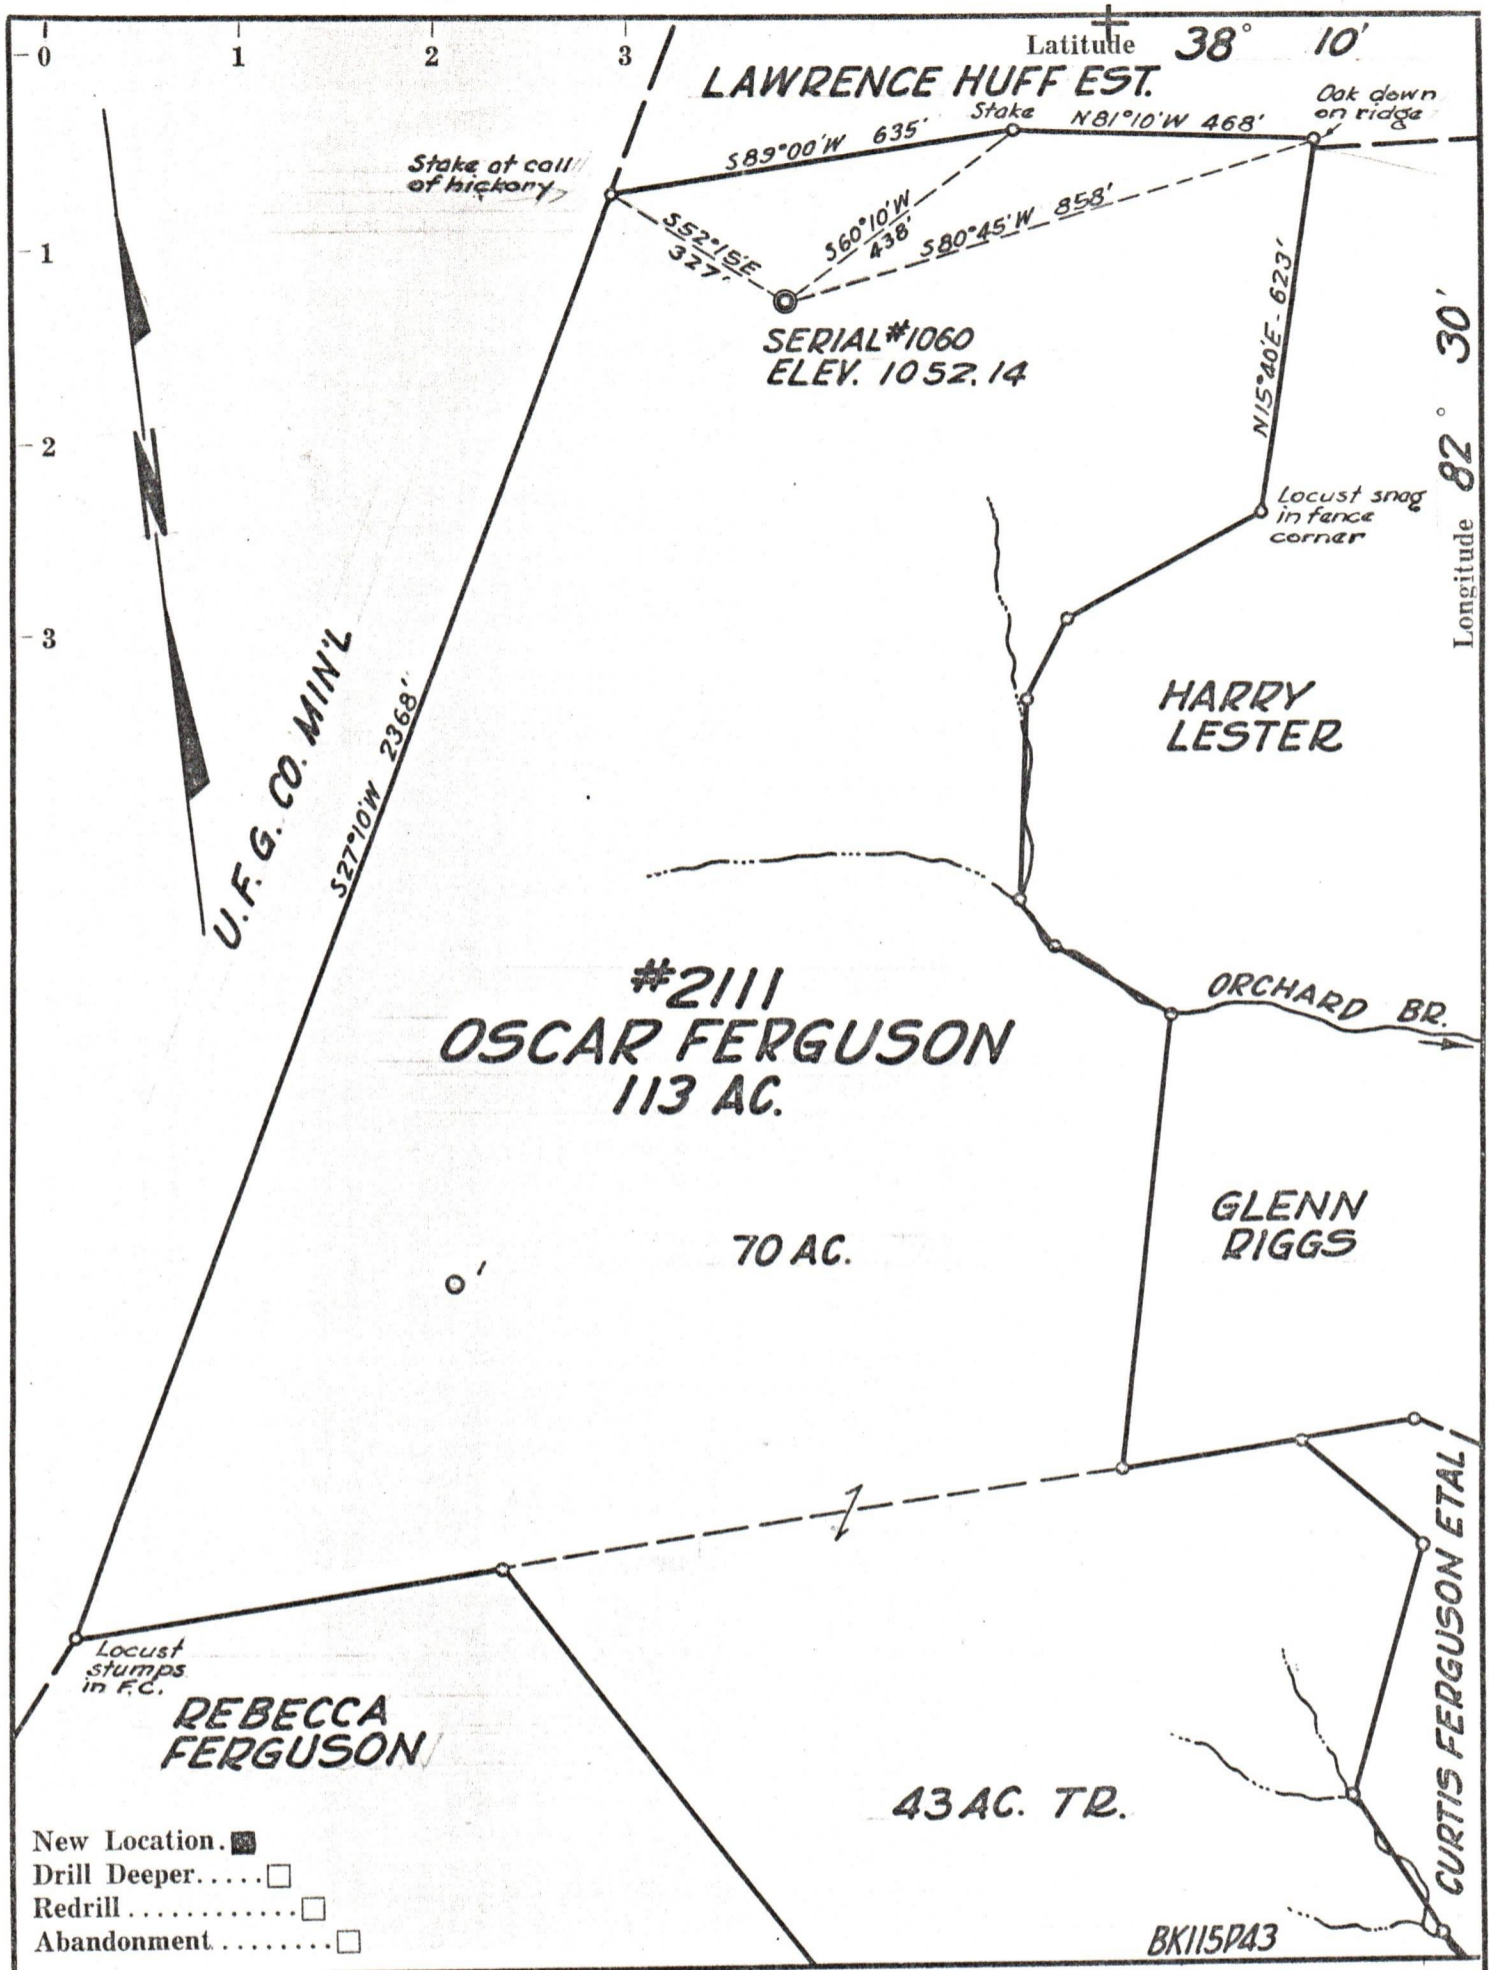 0 1 2 3
Latitude 38° 10'
LAWRENCE HUFF EST.
Oak down
on ridge
Stake
N81°10'W 468'
S89°00'W 635'
Stake at call
of hickory
S52°15'E
327'
S60°10'W
438'
S80°45'W 858'
1
2
3
SERIAL #1060
ELEV. 1052.14
N15°40'E - 623'
Longitude 82° 30'
Locust snag
in fence
corner
N
U.F.G. CO. MIN'L
S27°10'W 2368'
HARRY
LESTER
#2111
OSCAR FERGUSON
113 AC.
ORCHARD BR.
70 AC.
1
GLENN
RIGGS
Locust
stumps
in F.C.
REBECCA
FERGUSON
43 AC. TR.
CURTIS FERGUSON ETAL
New Location.
Drill Deeper.....
Redrill............
Abandonment........
BK115P43